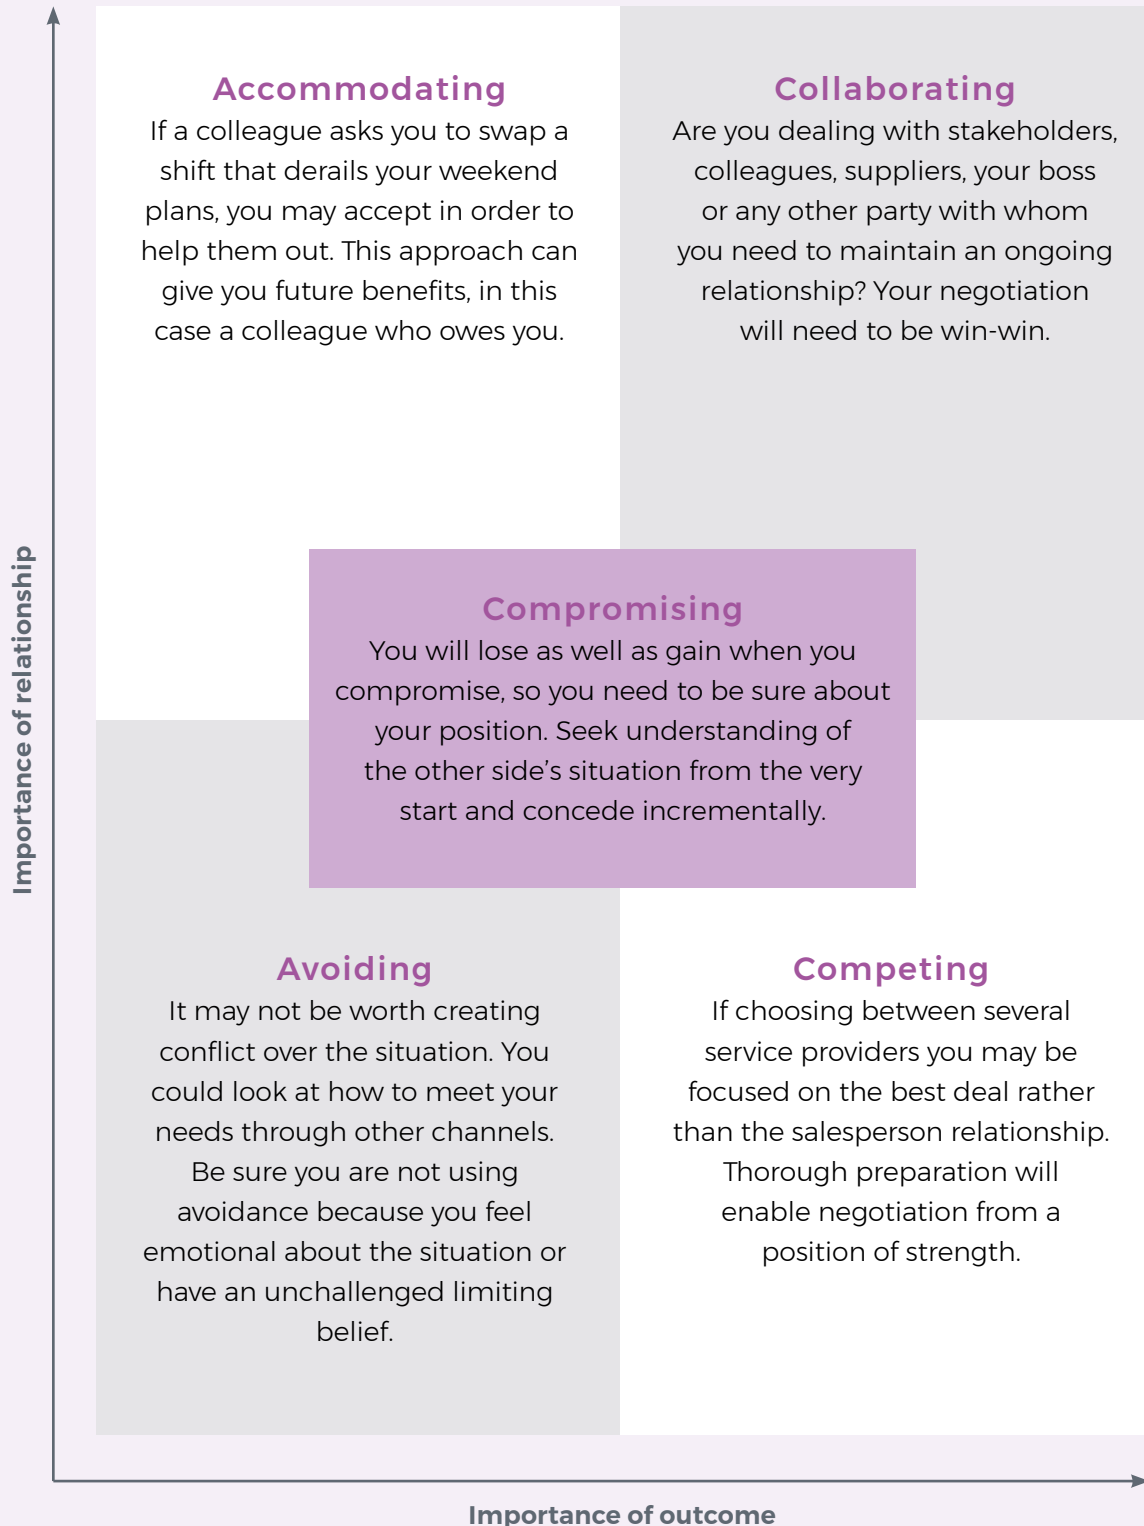 Accommodating
If a colleague asks you to swap a
shift that derails your weekend
plans, you may accept in order to
help them out. This approach can
give you future benefits, in this
case a colleague who owes you.
Collaborating
Are you dealing with stakeholders,
colleagues, suppliers, your boss
or any other party with whom
you need to maintain an ongoing
relationship? Your negotiation
will need to be win-win.
Importance of relationship
Compromising
You will lose as well as gain when you
compromise, so you need to be sure about
your position. Seek understanding of
the other side’s situation from the very
start and concede incrementally.
Avoiding
It may not be worth creating
conflict over the situation. You
could look at how to meet your
needs through other channels.
Be sure you are not using
avoidance because you feel
emotional about the situation or
have an unchallenged limiting
belief.
Competing
If choosing between several
service providers you may be
focused on the best deal rather
than the salesperson relationship.
Thorough preparation will
enable negotiation from a
position of strength.
Importance of outcome